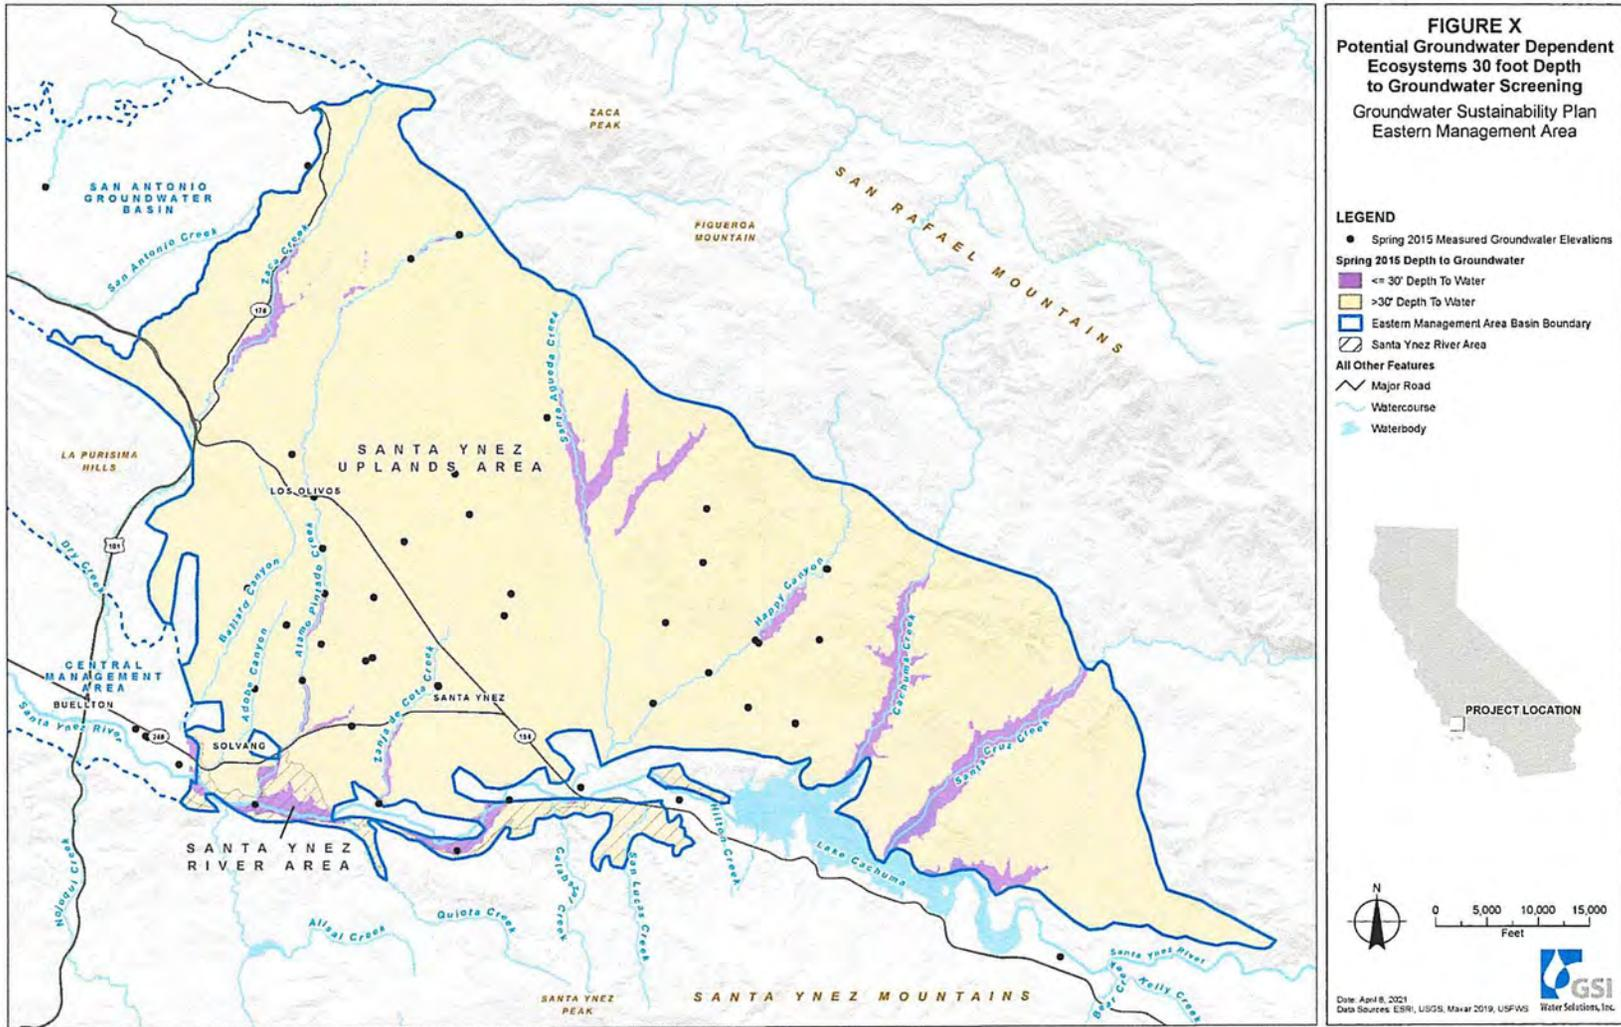 FIGURE X
Potential Groundwater Dependent
Ecosystems 30 foot Depth
to Groundwater Screening
Groundwater Sustainability Plan
Eastern Management Area
LEGEND
Spring 2015 Measured Groundwater Elevations
Spring 2015 Depth to Groundwater
<= 30' Depth To Water
>30' Depth To Water
Eastern Management Area Basin Boundary
Santa Ynez River Area
All Other Features
Major Road
Watercourse
Waterbody
PROJECT LOCATION
N
0 5,000 10,000 15,000
Feet
Date: April 8, 2021
Data Sources: ESRI, USGS, Maxar 2019, USFWS
GSI
Water Solutions, Inc.
ZACA
PEAK
SAN ANTONIO
GROUNDWATER
BASIN
San Antonio Creek
Zaca Creek
FIGUEROA
MOUNTAIN
SAN RAFAEL MOUNTAINS
176
Santa Agueda Creek
LA PURISIMA
HILLS
SANTA YNEZ
UPLANDS AREA
LOS OLIVOS
101
Dry Creek
Ballard Canyon
Alamo Pintado Creek
Adobe Canyon
Happy Canyon
Cachuma Creek
CENTRAL
MANAGEMENT
AREA
BUELLTON
Santa Ynez River
246
SOLVANG
Zanja de Cota Creek
SANTA YNEZ
154
Santa Cruz Creek
SANTA YNEZ
RIVER AREA
Hilton Creek
Lake Cachuma
Nojoqui Creek
Alisal Creek
Quiota Creek
Calabazal Creek
San Lucas Creek
Santa Ynez River
Kelly Creek
SANTA YNEZ
PEAK
SANTA YNEZ MOUNTAINS